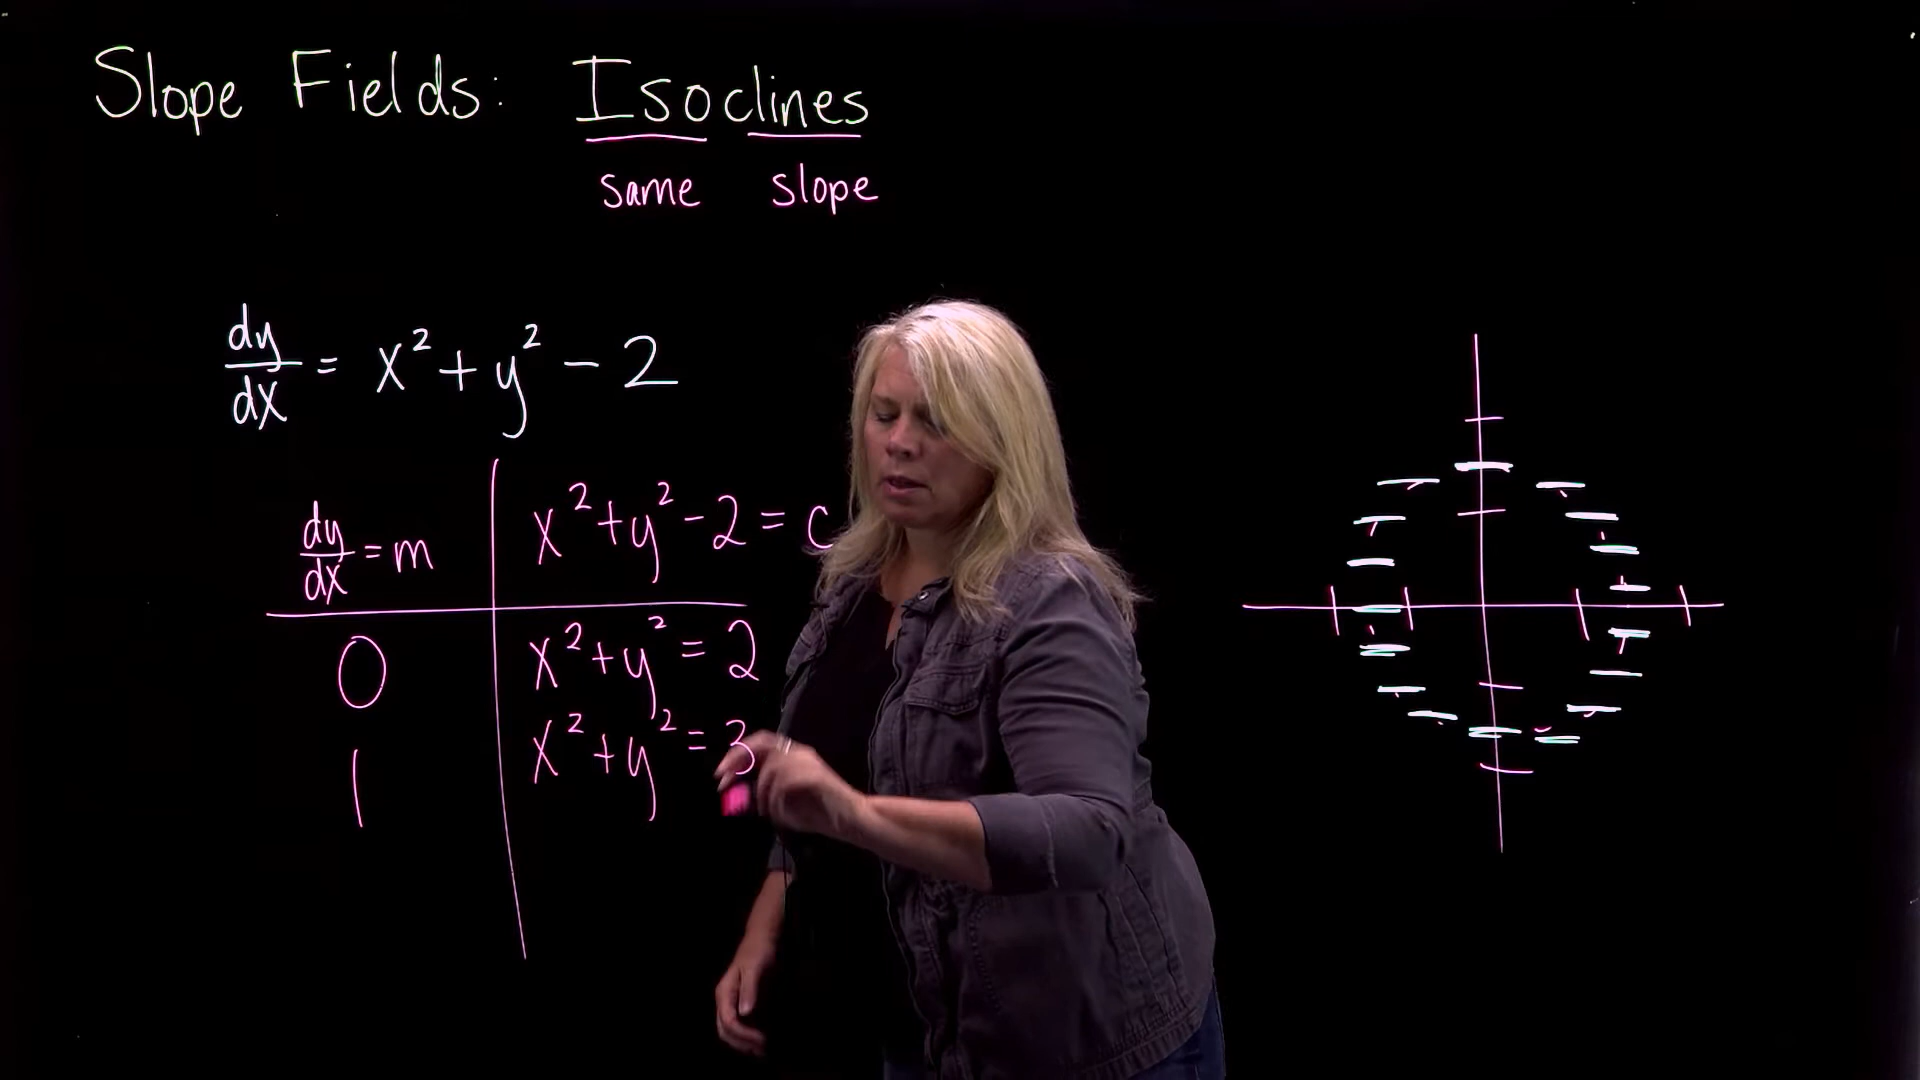 Slope Fields: Isoclines
same slope
dy/dx = x² + y² - 2
dy/dx = m
x² + y² - 2 = c
0
x² + y² = 2
1
x² + y² = 3